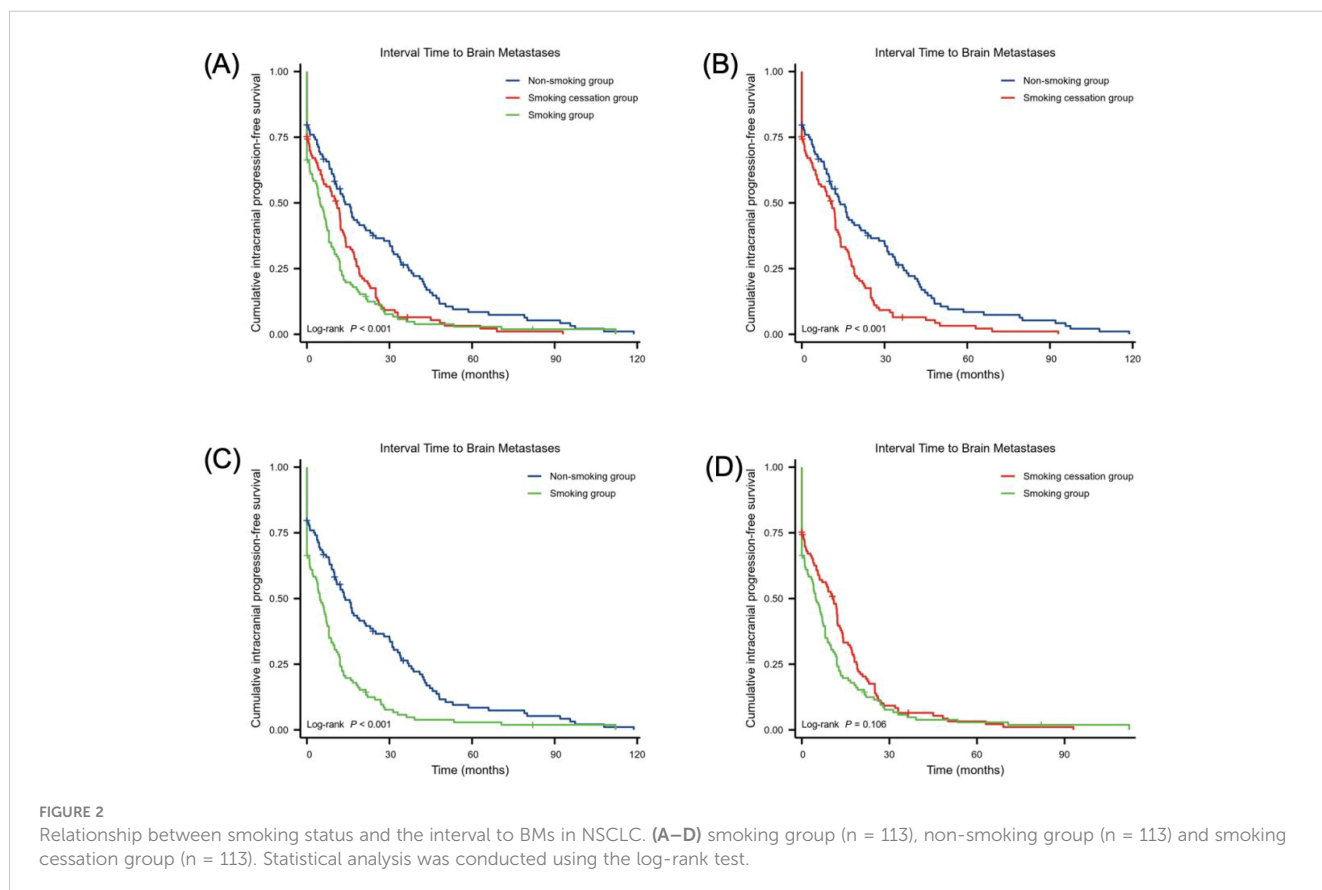 (A)
Interval Time to Brain Metastases
Non-smoking group
Smoking cessation group
Smoking group
Cumulative intracranial progression-free survival
1.00
0.75
0.50
0.25
0.00
Log-rank P < 0.001
0 30 60 90 120
Time (months)
(B)
Interval Time to Brain Metastases
Non-smoking group
Smoking cessation group
Cumulative intracranial progression-free survival
1.00
0.75
0.50
0.25
0.00
Log-rank P < 0.001
0 30 60 90 120
Time (months)
(C)
Interval Time to Brain Metastases
Non-smoking group
Smoking group
Cumulative intracranial progression-free survival
1.00
0.75
0.50
0.25
0.00
Log-rank P < 0.001
0 30 60 90 120
Time (months)
(D)
Interval Time to Brain Metastases
Smoking cessation group
Smoking group
Cumulative intracranial progression-free survival
1.00
0.75
0.50
0.25
0.00
Log-rank P = 0.106
0 30 60 90
Time (months)
FIGURE 2
Relationship between smoking status and the interval to BMs in NSCLC. (A–D) smoking group (n = 113), non-smoking group (n = 113) and smoking
cessation group (n = 113). Statistical analysis was conducted using the log-rank test.